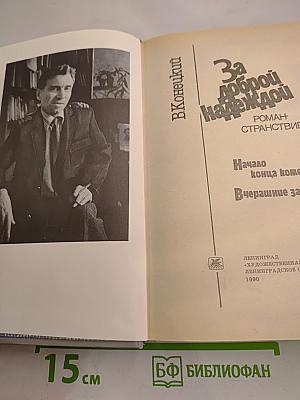 В.Конецкий
За
доброй
надеждой
РОМАН-
СТРАНСТВИЕ
Начало
конца коме
Вчерашние за
ЛЕНИНГРАД
«ХУДОЖЕСТВЕННАЯ
ЛЕНИНГРАДСКОЕ О
1990
15 см
БФ БИБЛИОФАН